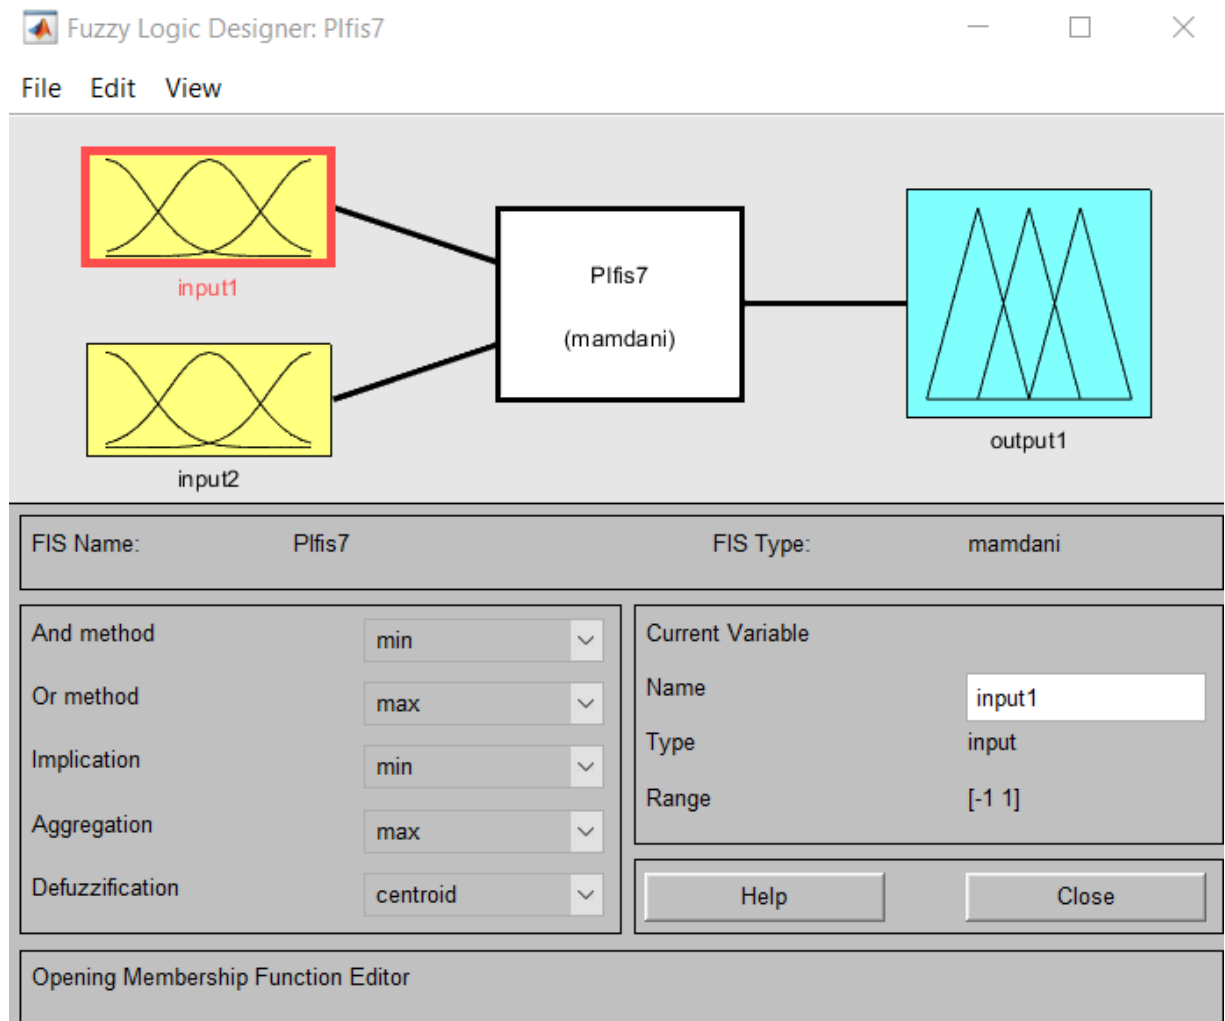 Fuzzy Logic Designer: PIfis7
File Edit View
input1
input2
PIfis7
(mamdani)
output1
FIS Name: PIfis7 FIS Type: mamdani
And method min
Or method max
Implication min
Aggregation max
Defuzzification centroid
Current Variable
Name input1
Type input
Range [-1 1]
Help Close
Opening Membership Function Editor